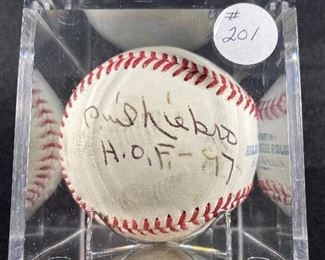 #
201
Phil Niekro
H.O.F. - 97